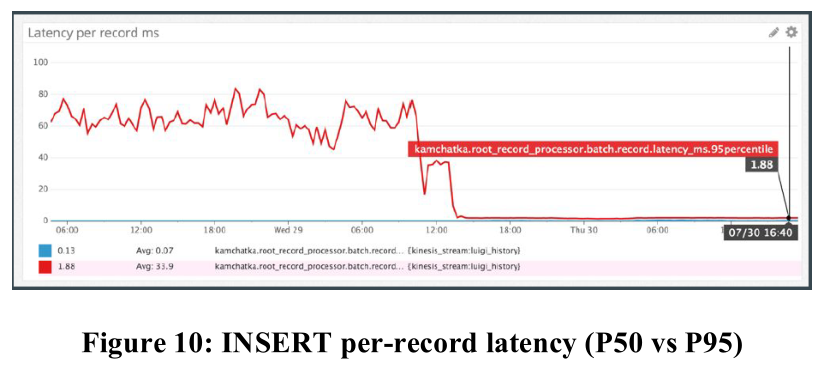 Latency per record ms
100
80
60
40
20
0
kamchatka.root_record_processor.batch.record.latency_ms.95percentile
1.88
06:00 12:00 18:00 Wed 29 06:00 12:00 18:00 Thu 30 06:00
07/30 16:40
0.13 Avg: 0.07 kamchatka.root_record_processor.batch.record... {kinesis_stream:luigi_history}
1.88 Avg: 33.9 kamchatka.root_record_processor.batch.record... {kinesis_stream:luigi_history}
Figure 10: INSERT per-record latency (P50 vs P95)